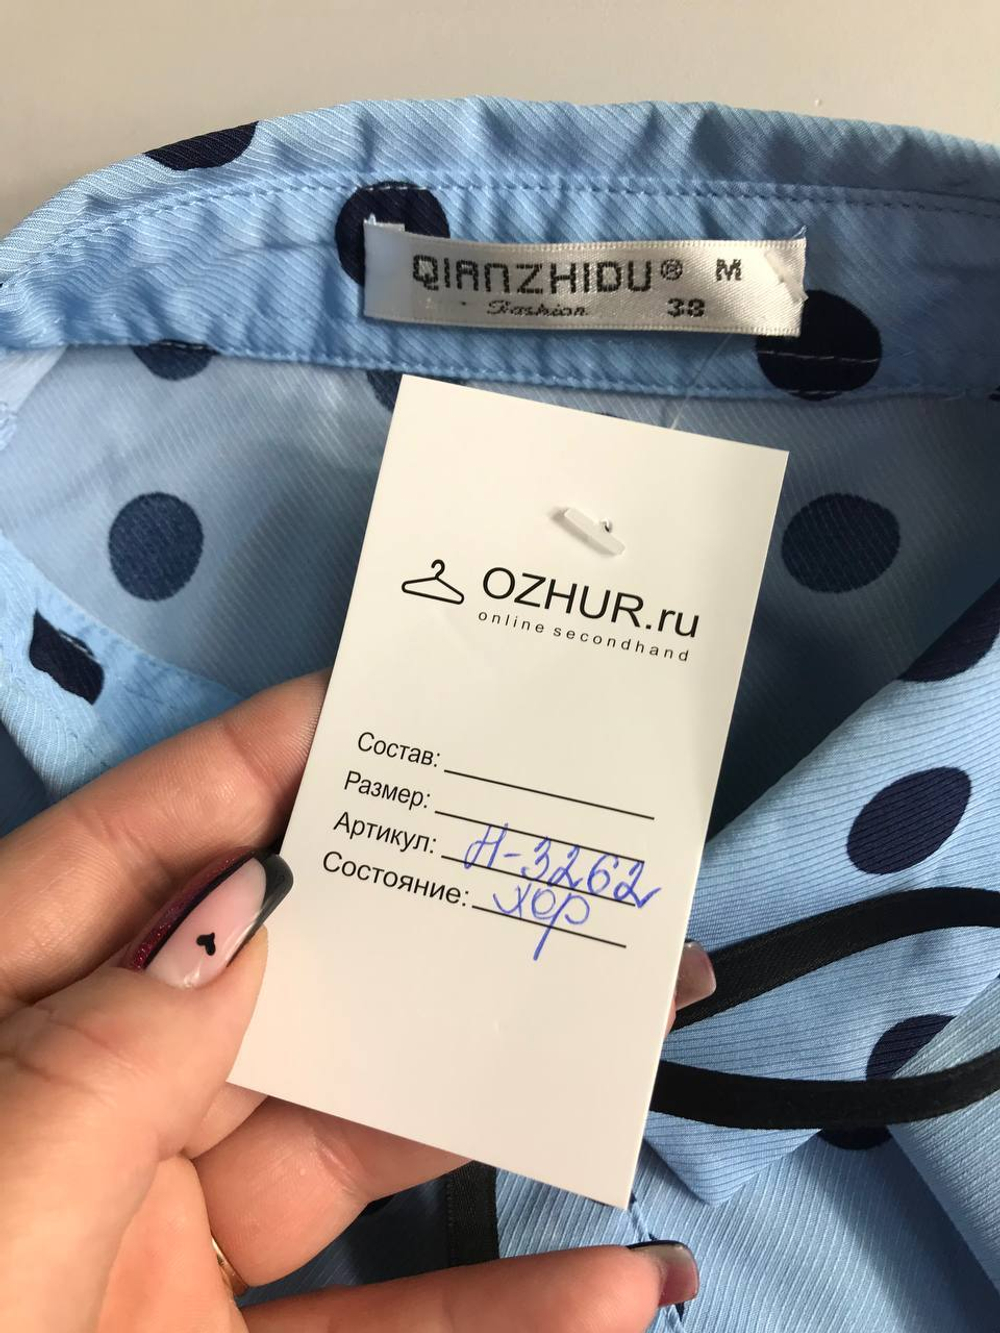 QIANZHIDU® M
Fashion 38
OZHUR.ru
online secondhand
Состав:
Размер:
Артикул: Н-3262
Состояние: хор